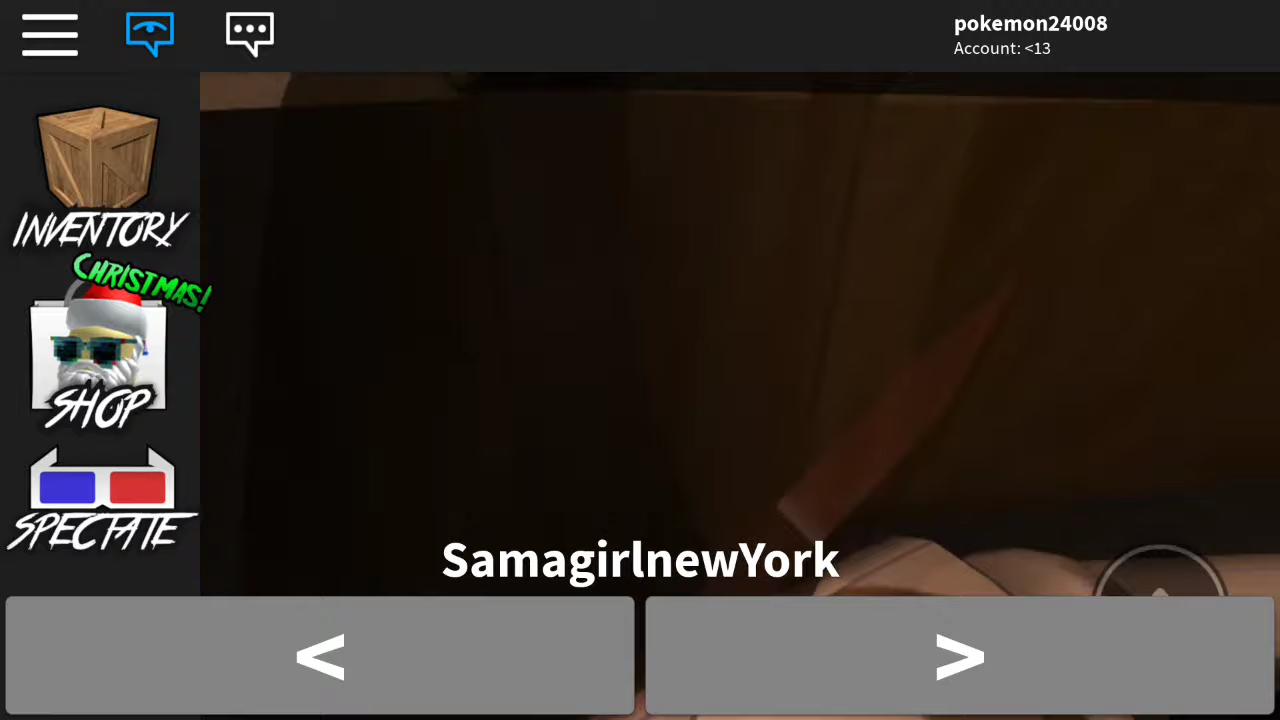 pokemon24008
Account: <13
INVENTORY
CHRISTMAS!
SHOP
SPECTATE
SamagirlnewYork
< >